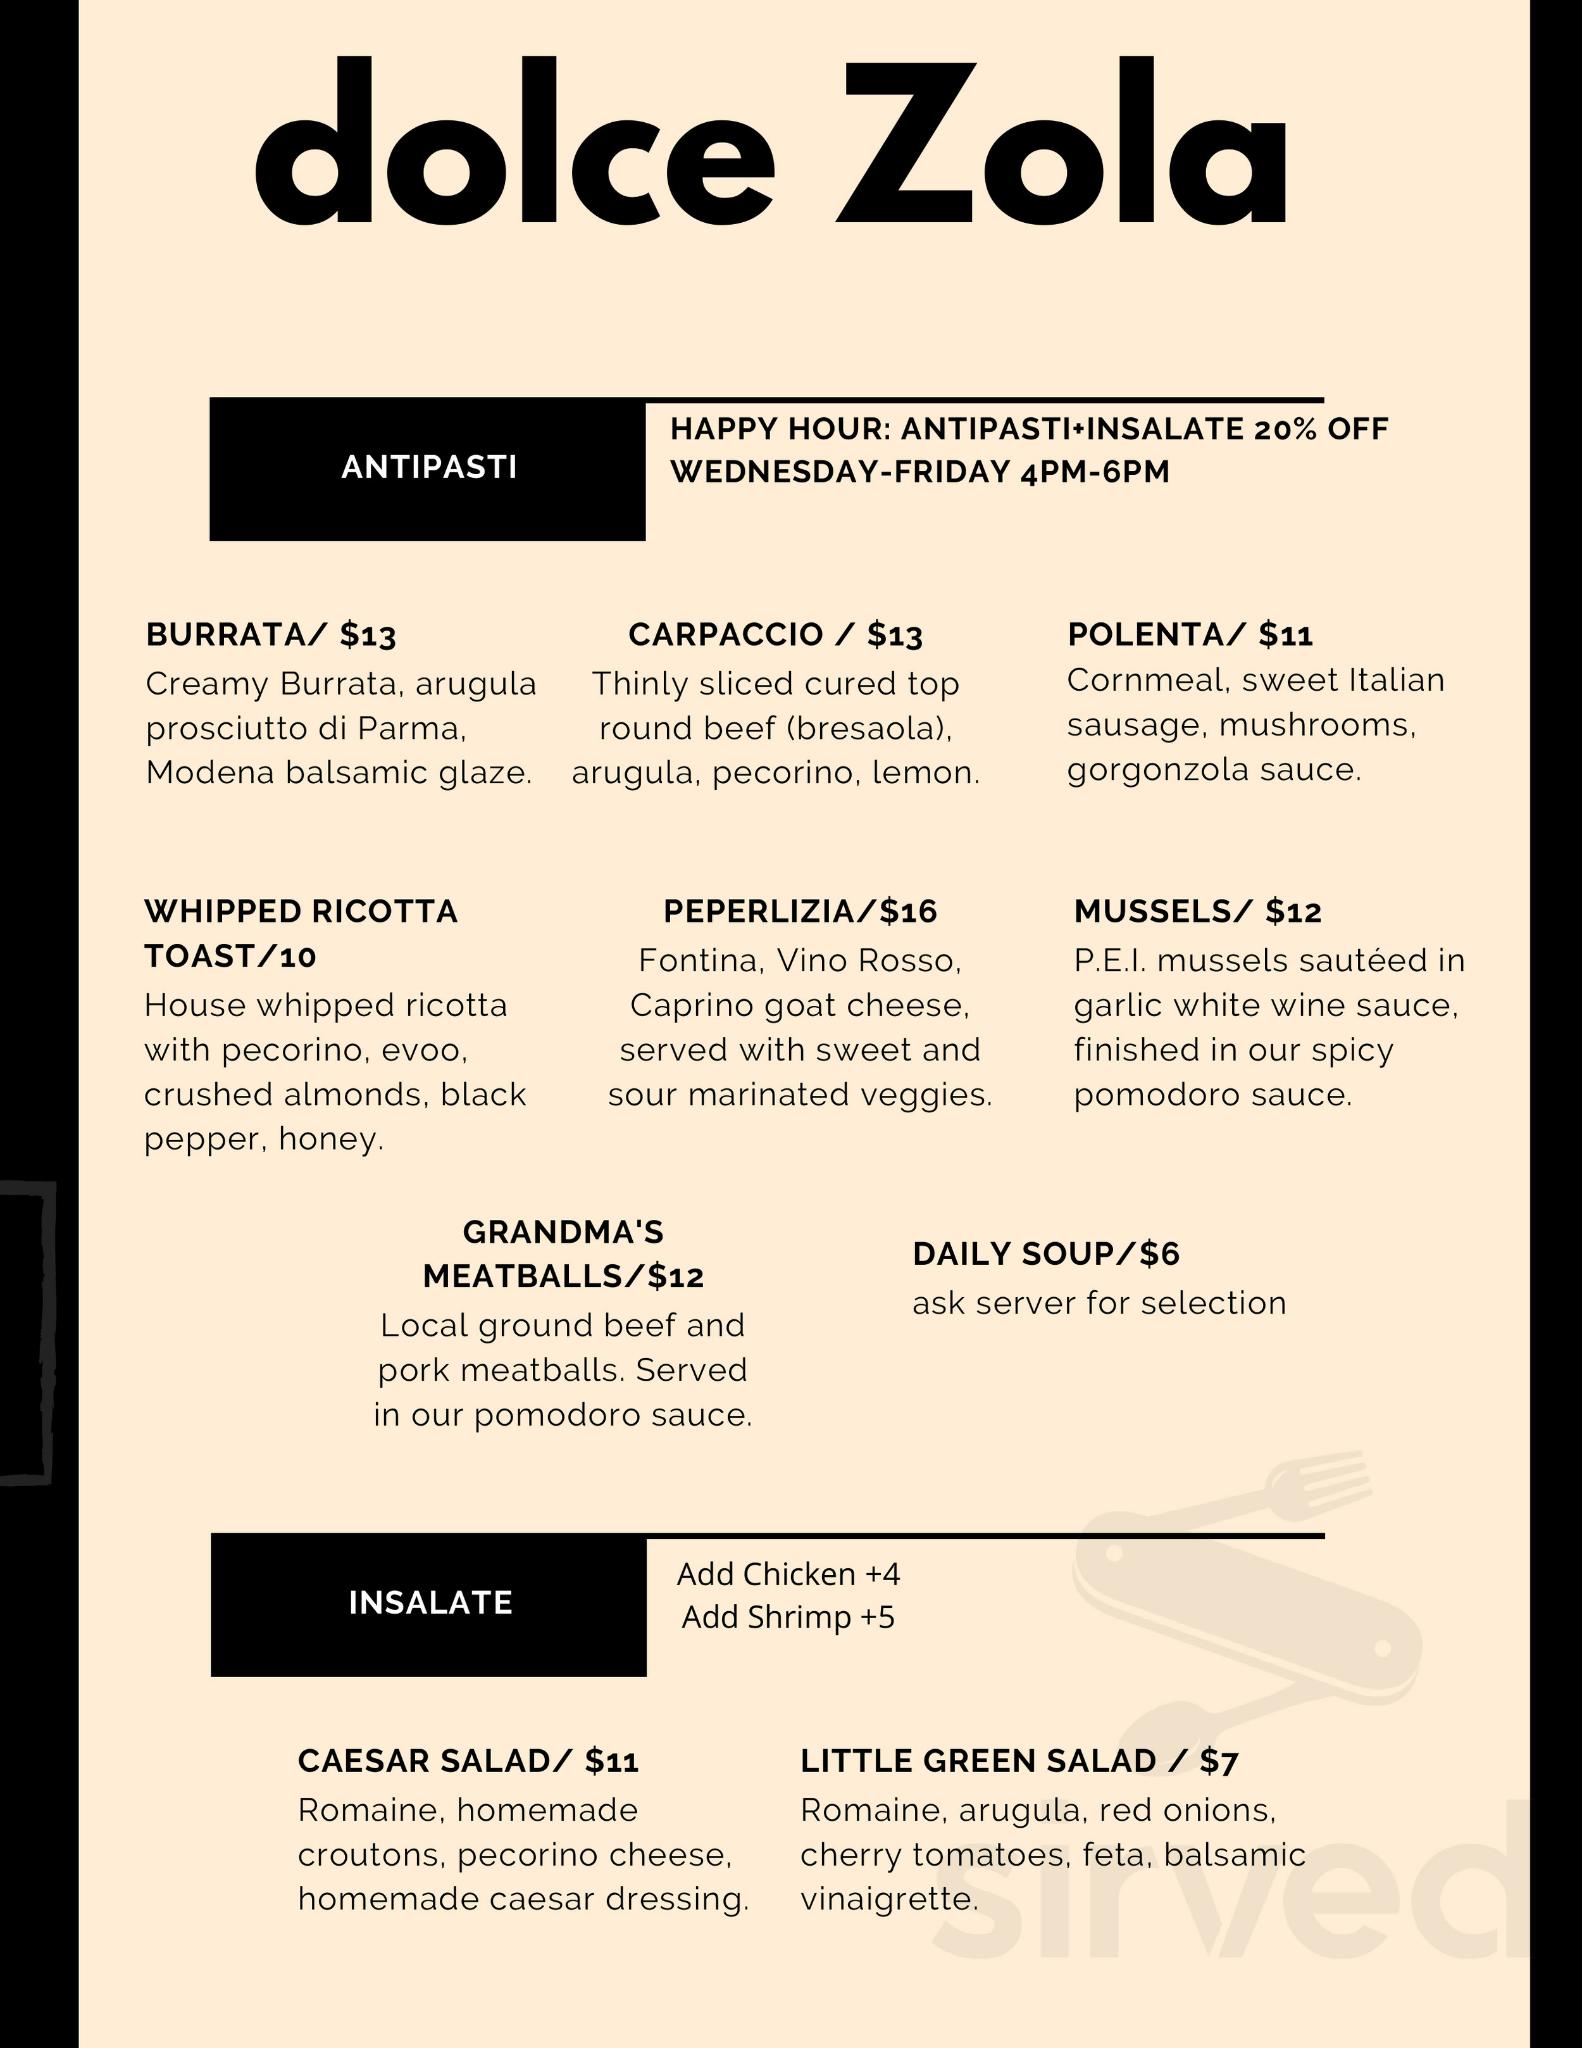 dolce Zola
ANTIPASTI
HAPPY HOUR: ANTIPASTI+INSALATE 20% OFF
WEDNESDAY-FRIDAY 4PM-6PM
BURRATA/ $13
Creamy Burrata, arugula
prosciutto di Parma,
Modena balsamic glaze.
CARPACCIO / $13
Thinly sliced cured top
round beef (bresaola),
arugula, pecorino, lemon.
POLENTA/ $11
Cornmeal, sweet Italian
sausage, mushrooms,
gorgonzola sauce.
WHIPPED RICOTTA
TOAST/10
House whipped ricotta
with pecorino, evoo,
crushed almonds, black
pepper, honey.
PEPERLIZIA/$16
Fontina, Vino Rosso,
Caprino goat cheese,
served with sweet and
sour marinated veggies.
MUSSELS/ $12
P.E.I. mussels sautéed in
garlic white wine sauce,
finished in our spicy
pomodoro sauce.
GRANDMA'S
MEATBALLS/$12
Local ground beef and
pork meatballs. Served
in our pomodoro sauce.
DAILY SOUP/$6
ask server for selection
INSALATE
Add Chicken +4
Add Shrimp +5
CAESAR SALAD/ $11
Romaine, homemade
croutons, pecorino cheese,
homemade caesar dressing.
LITTLE GREEN SALAD / $7
Romaine, arugula, red onions,
cherry tomatoes, feta, balsamic
vinaigrette.
sirved